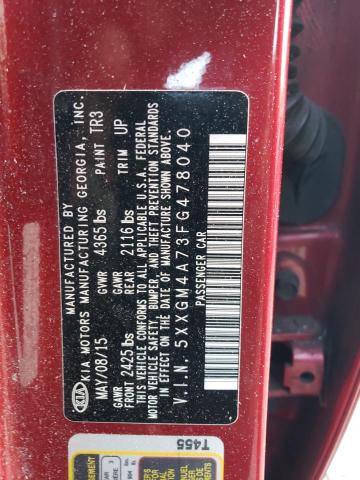 MANUFACTURED BY
KIA MOTORS MANUFACTURING GEORGIA, INC.
KIA
MAY/08/15 GVWR 4365 lbs PAINT TR3
GAWR FRONT 2425 lbs GAWR REAR 2116 lbs TRIM UP
THIS VEHICLE CONFORMS TO ALL APPLICABLE U.S.A. FEDERAL
MOTOR VEHICLE SAFETY, BUMPER, AND THEFT PREVENTION STANDARDS
IN EFFECT ON THE DATE OF MANUFACTURE SHOWN ABOVE.
V.I.N. 5XXGM4A73FG478040
PASSENGER CAR
T455